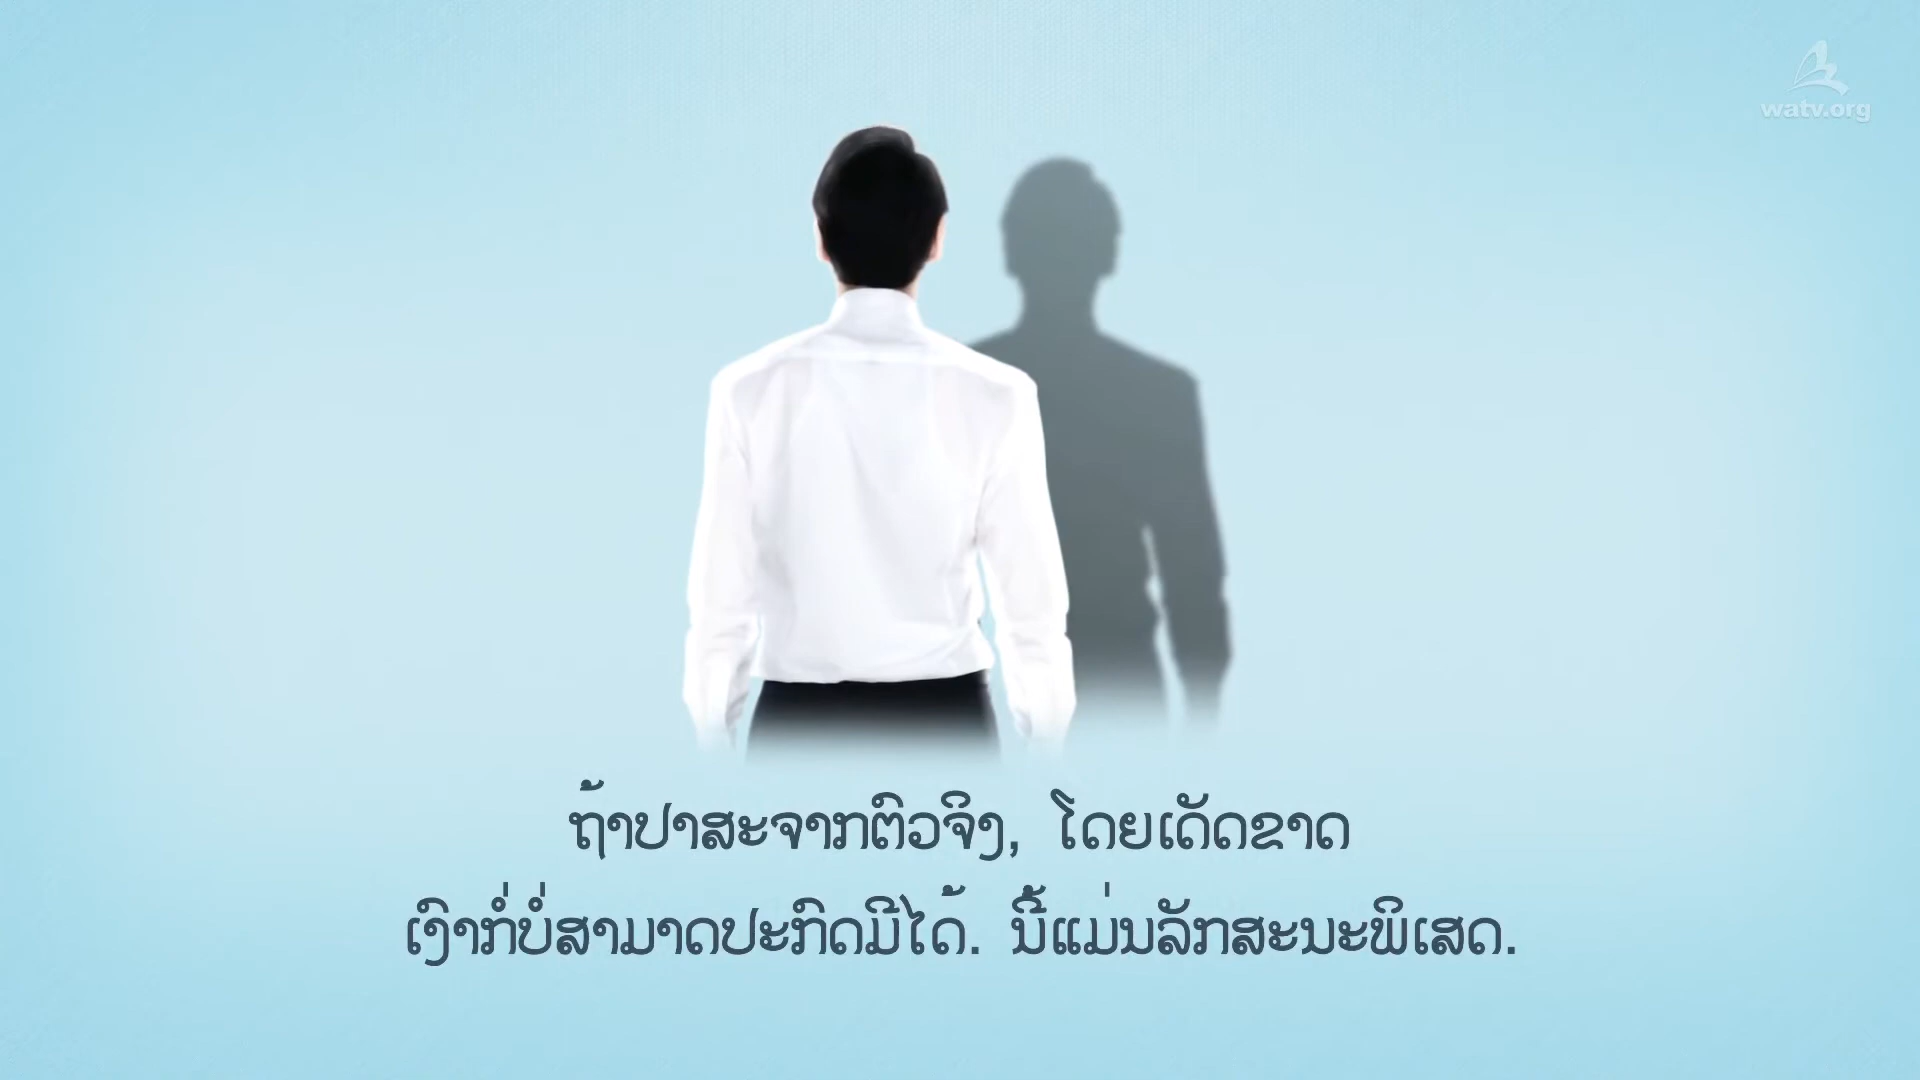 watv.org
ຖ້າປາສະຈາກຕົວຈິງ, ໂດຍເດັດຂາດ
ເງົາກໍ່ບໍ່ສາມາດປະກົດມີໄດ້. ນີ້ແມ່ນລັກສະນະພິເສດ.